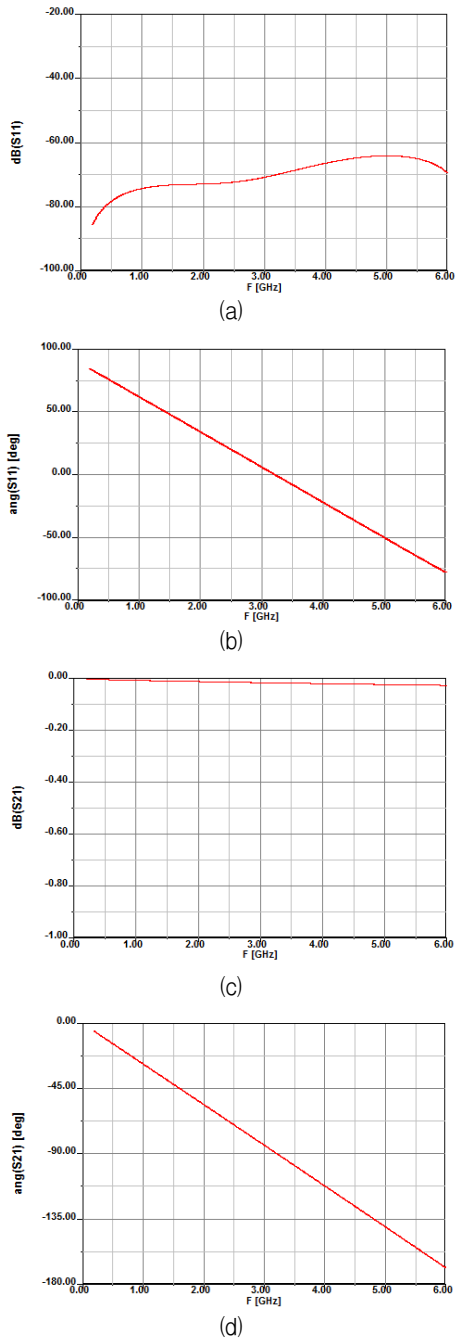 -20.00
-40.00
-60.00
-80.00
-100.00
dB(S11)
0.00 1.00 2.00 3.00 4.00 5.00 6.00
F [GHz]
(a)
100.00
50.00
0.00
-50.00
-100.00
ang(S11) [deg]
0.00 1.00 2.00 3.00 4.00 5.00 6.00
F [GHz]
(b)
0.00
-0.20
-0.40
-0.60
-0.80
-1.00
dB(S21)
0.00 1.00 2.00 3.00 4.00 5.00 6.00
F [GHz]
(c)
0.00
-45.00
-90.00
-135.00
-180.00
ang(S21) [deg]
0.00 1.00 2.00 3.00 4.00 5.00 6.00
F [GHz]
(d)